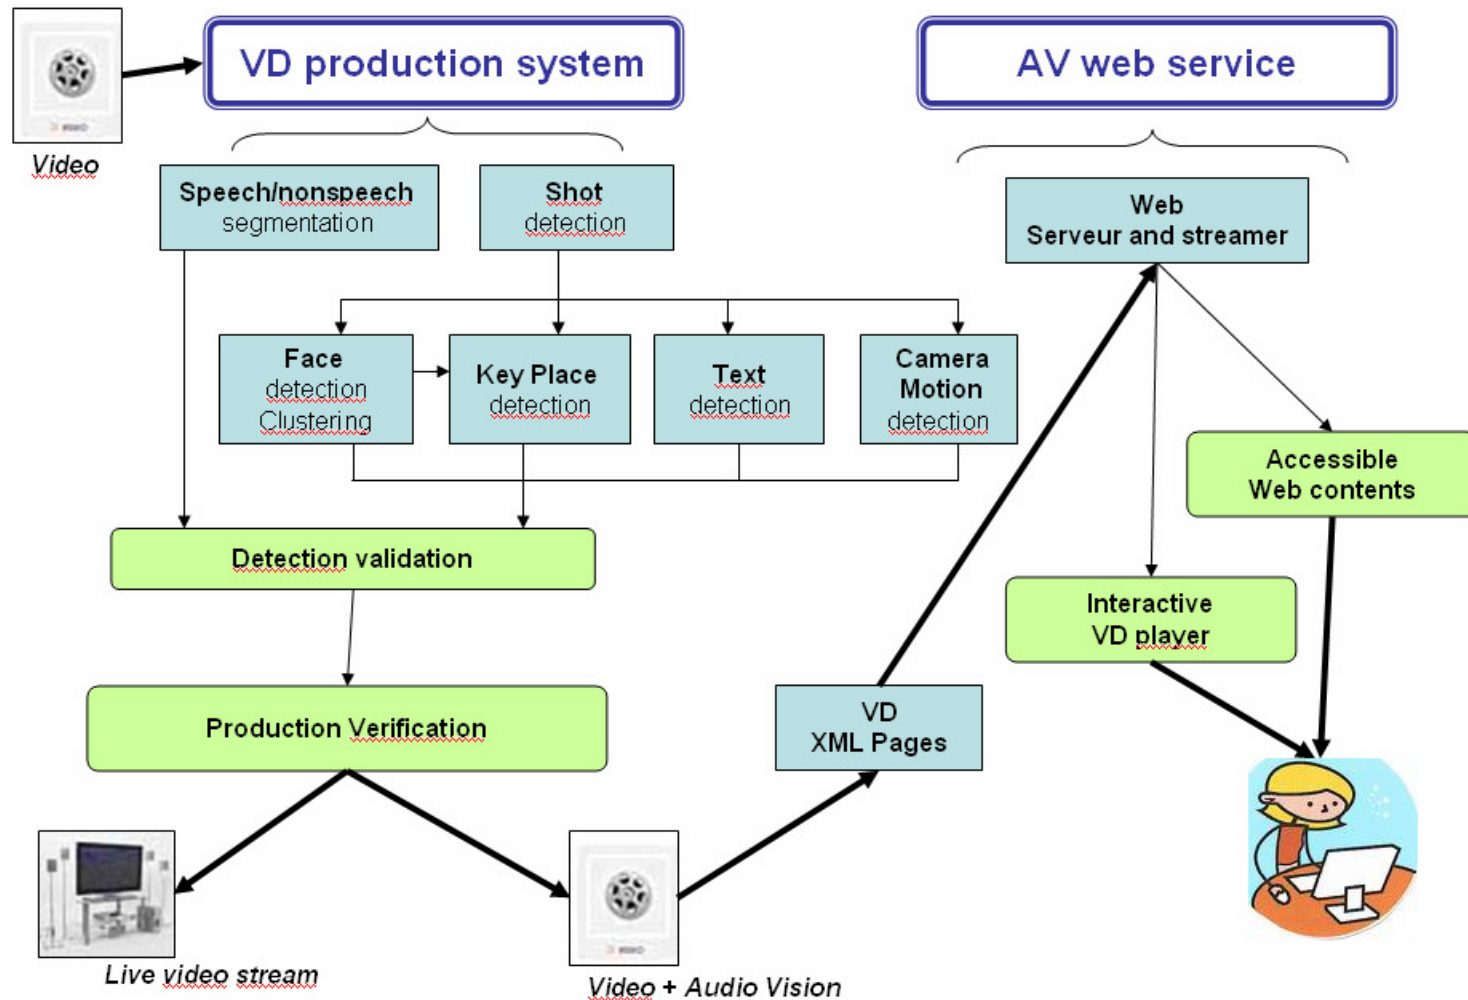 VD production system
AV web service
Video
Speech/nonspeech
segmentation
Shot
detection
Web
Serveur and streamer
Face
detection
Clustering
Key Place
detection
Text
detection
Camera
Motion
detection
Accessible
Web contents
Detection validation
Interactive
VD player
Production Verification
VD
XML Pages
Live video stream
Video + Audio Vision